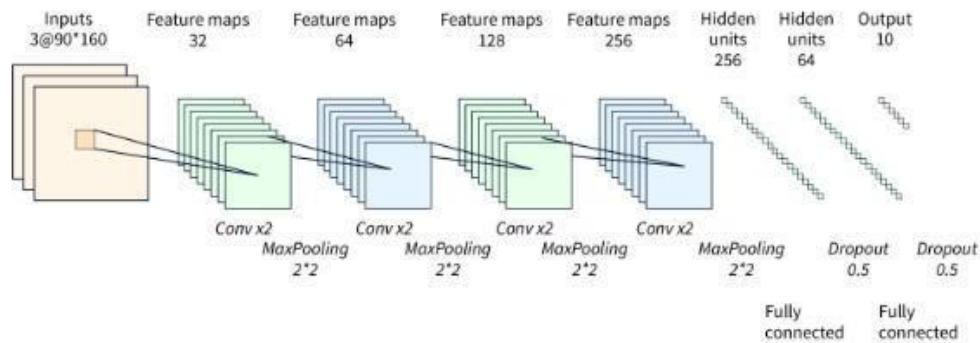 Inputs
3@90*160
Feature maps
32
Feature maps
64
Feature maps
128
Feature maps
256
Hidden
units
256
Hidden
units
64
Output
10
Conv x2
Conv x2
Conv x2
Conv x2
MaxPooling
2*2
MaxPooling
2*2
MaxPooling
2*2
MaxPooling
2*2
Dropout
0.5
Dropout
0.5
Fully
connected
Fully
connected